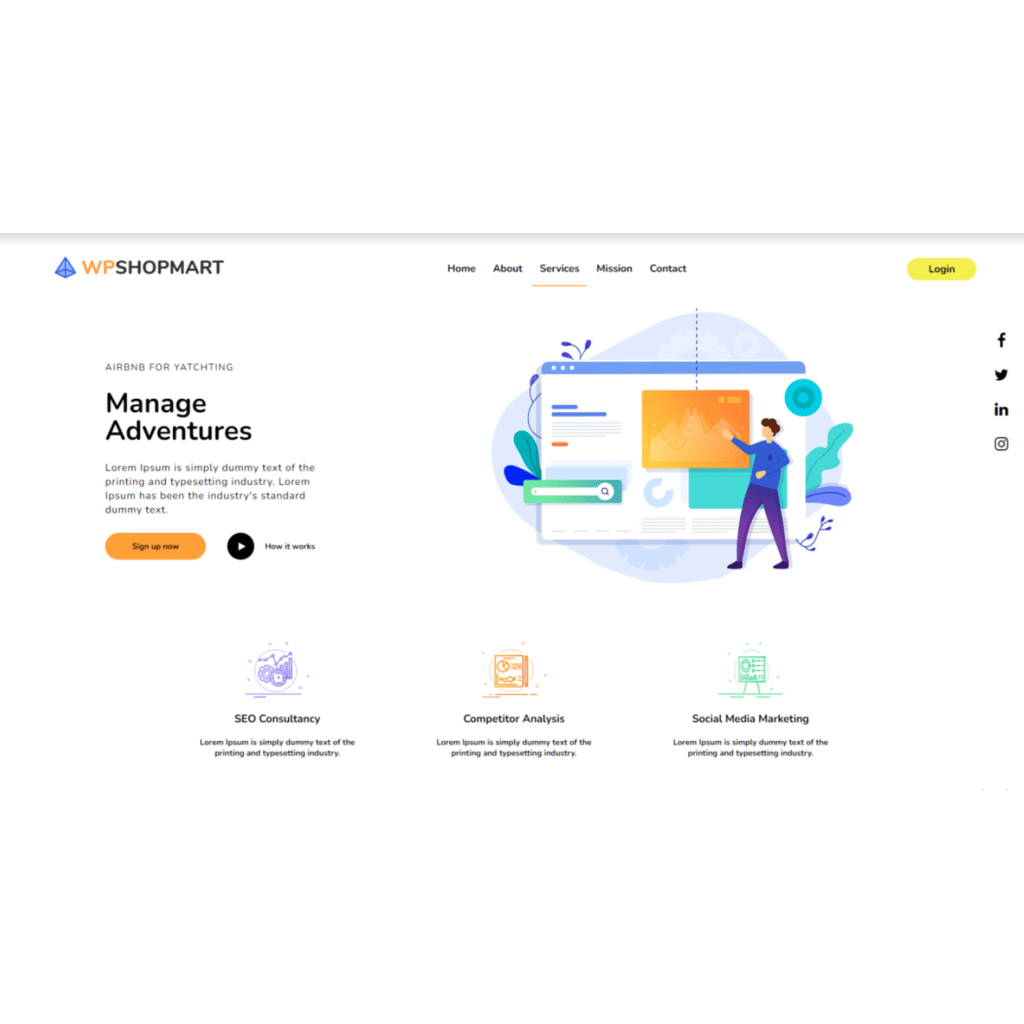 WPSHOPMART
Home About Services Mission Contact
Login
AIRBNB FOR YATCHTING
Manage
Adventures
Lorem Ipsum is simply dummy text of the
printing and typesetting industry. Lorem
Ipsum has been the industry's standard
dummy text.
Sign up now
How it works
SEO Consultancy
Lorem Ipsum is simply dummy text of the
printing and typesetting industry.
Competitor Analysis
Lorem Ipsum is simply dummy text of the
printing and typesetting industry.
Social Media Marketing
Lorem Ipsum is simply dummy text of the
printing and typesetting industry.